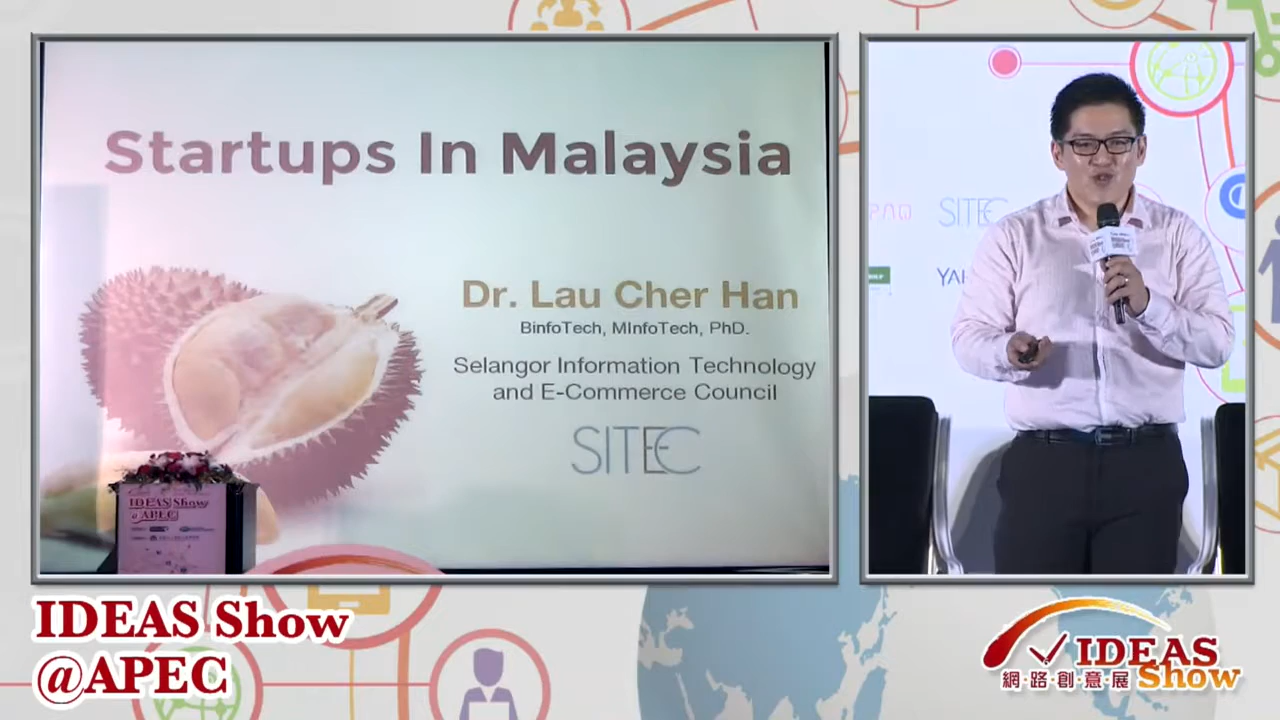 Startups In Malaysia
Dr. Lau Cher Han
BinfoTech, MInfoTech, PhD.
Selangor Information Technology
and E-Commerce Council
SITEC
IDEAS Show
@ APEC
SITEC
YAH
IDEAS Show
@APEC
IDEAS
網路創意展 Show